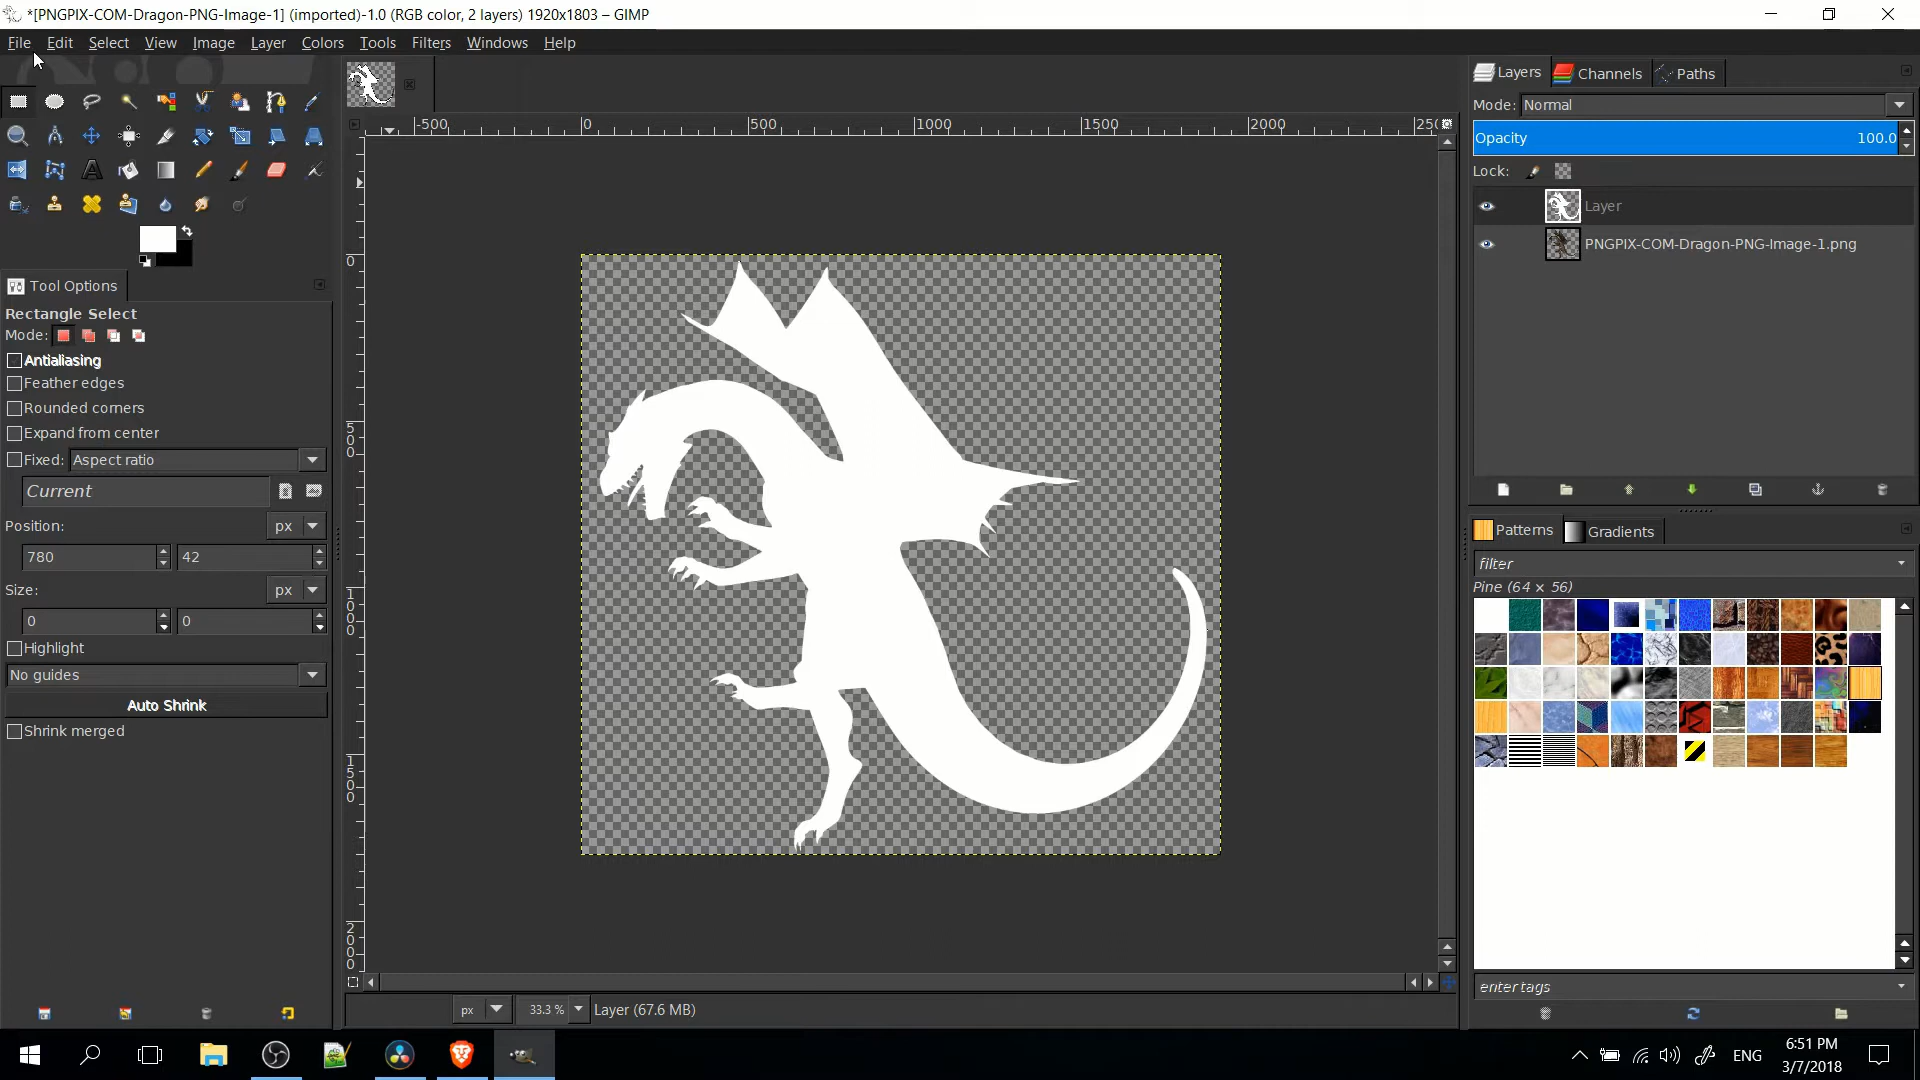 *[PNGPIX-COM-Dragon-PNG-Image-1] (imported)-1.0 (RGB color, 2 layers) 1920x1803 – GIMP
File Edit Select View Image Layer Colors Tools Filters Windows Help
Layers Channels Paths
Mode: Normal
-500 0 500 1000 1500 2000
Opacity 100.0
Lock:
Layer
PNGPIX-COM-Dragon-PNG-Image-1.png
0
500
1000
1500
2000
Tool Options
Rectangle Select
Mode:
Antialiasing
Feather edges
Rounded corners
Expand from center
Fixed: Aspect ratio
Current
Position: px
780 42
Size: px
0 0
Highlight
No guides
Auto Shrink
Shrink merged
Patterns Gradients
filter
Pine (64 × 56)
enter tags
px 33.3 % Layer (67.6 MB)
ENG
6:51 PM
3/7/2018